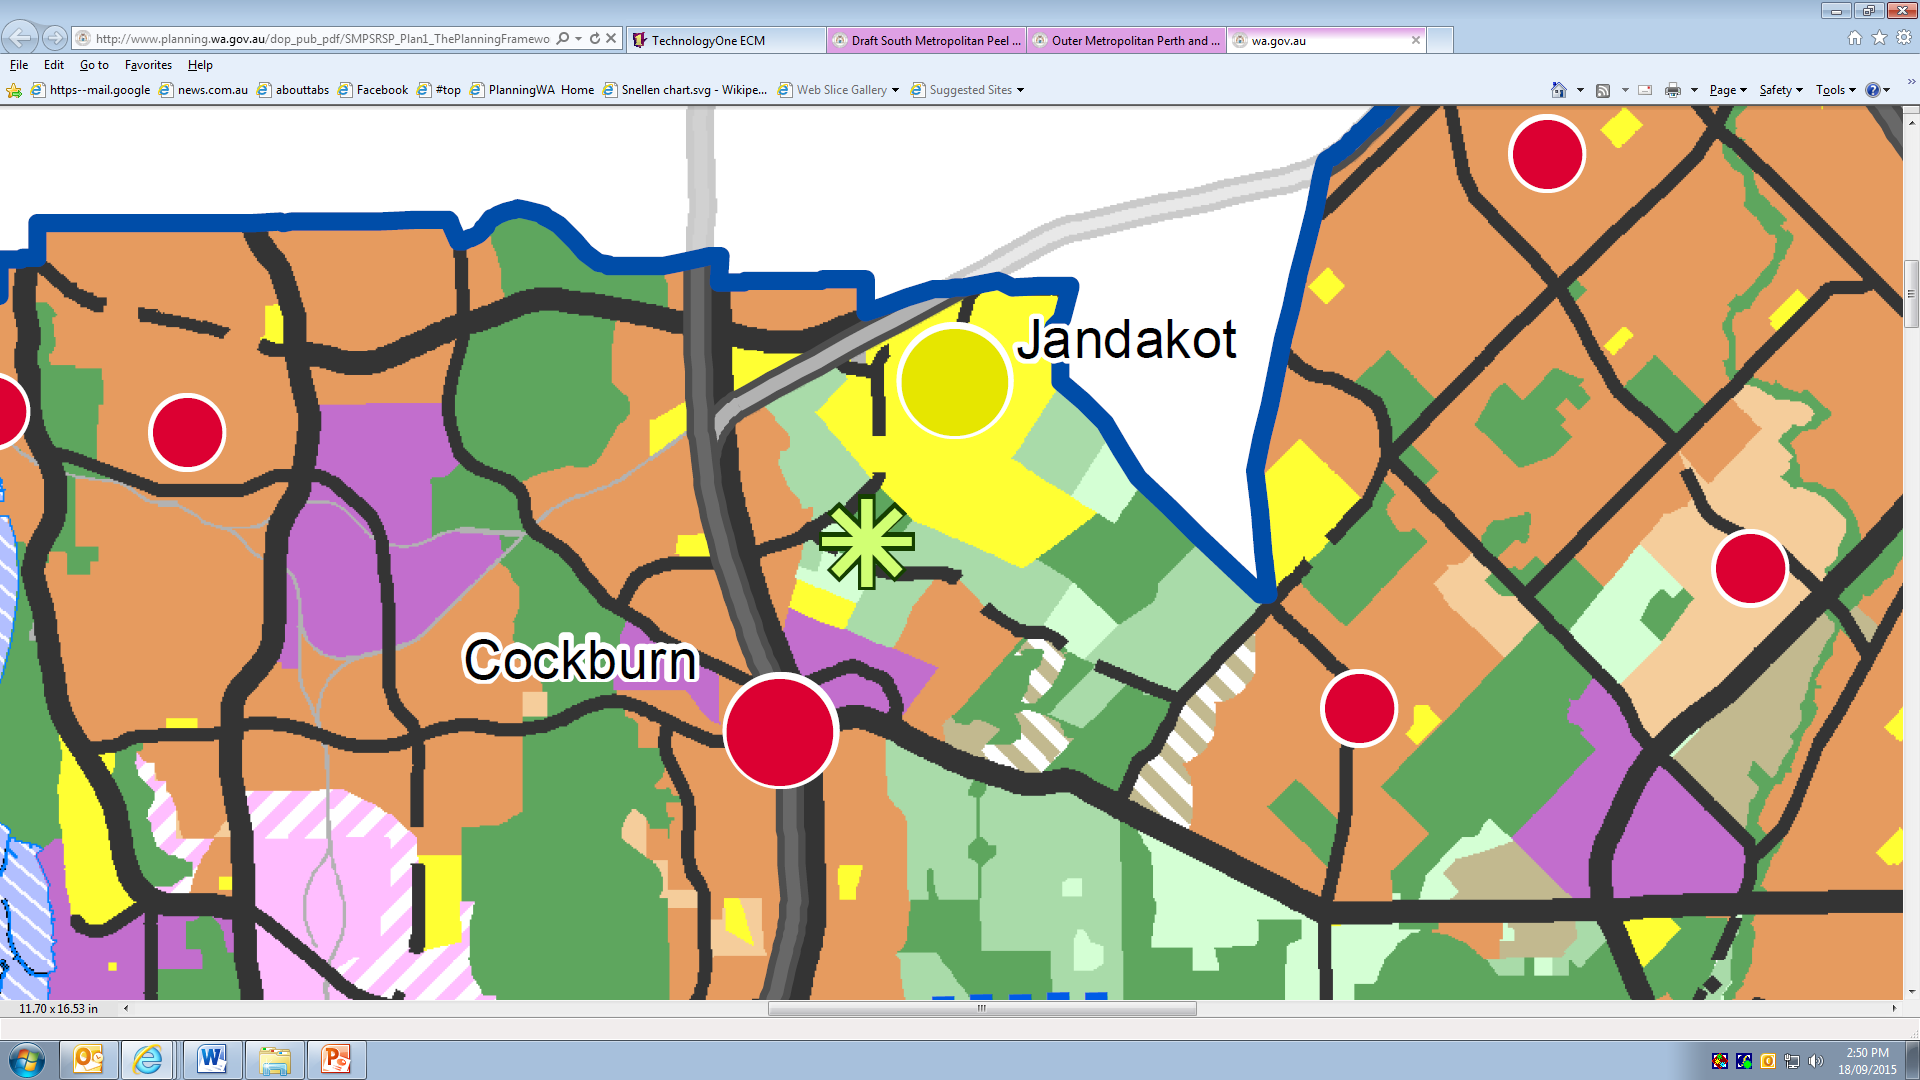 http://www.planning.wa.gov.au/dop_pub_pdf/SMPSRSP_Plan1_ThePlanningFramewo
TechnologyOne ECM
Draft South Metropolitan Peel ...
Outer Metropolitan Perth and ...
wa.gov.au
File Edit Go to Favorites Help
https--mail.google
news.com.au
abouttabs
Facebook
#top
PlanningWA Home
Snellen chart.svg - Wikipe...
Web Slice Gallery
Suggested Sites
Page
Safety
Tools
Jandakot
Cockburn
11.70 x 16.53 in
2:50 PM
18/09/2015